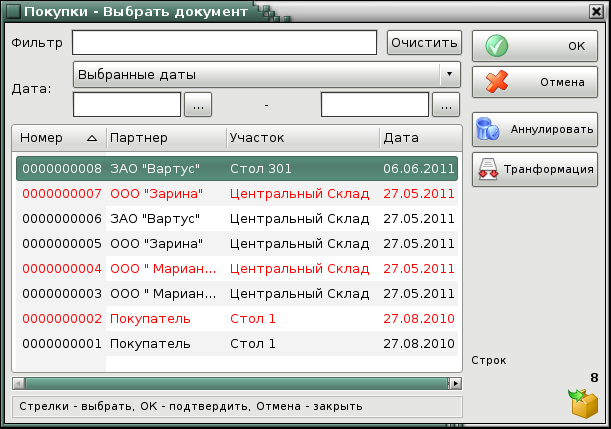 Покупки - Выбрать документ
Фильтр Очистить
Дата: Выбранные даты
... - ...
Номер Партнер Участок Дата
0000000008 ЗАО "Вартус" Стол 301 06.06.2011
0000000007 ООО "Зарина" Центральный Склад 27.05.2011
0000000006 ЗАО "Вартус" Центральный Склад 27.05.2011
0000000005 ООО "Зарина" Центральный Склад 27.05.2011
0000000004 ООО " Мариан... Центральный Склад 27.05.2011
0000000003 ООО " Мариан... Центральный Склад 27.05.2011
0000000002 Покупатель Стол 1 27.08.2010
0000000001 Покупатель Стол 1 27.08.2010
Стрелки - выбрать, ОК - подтвердить, Отмена - закрыть
ОК
Отмена
Аннулировать
Транформация
Строк
8